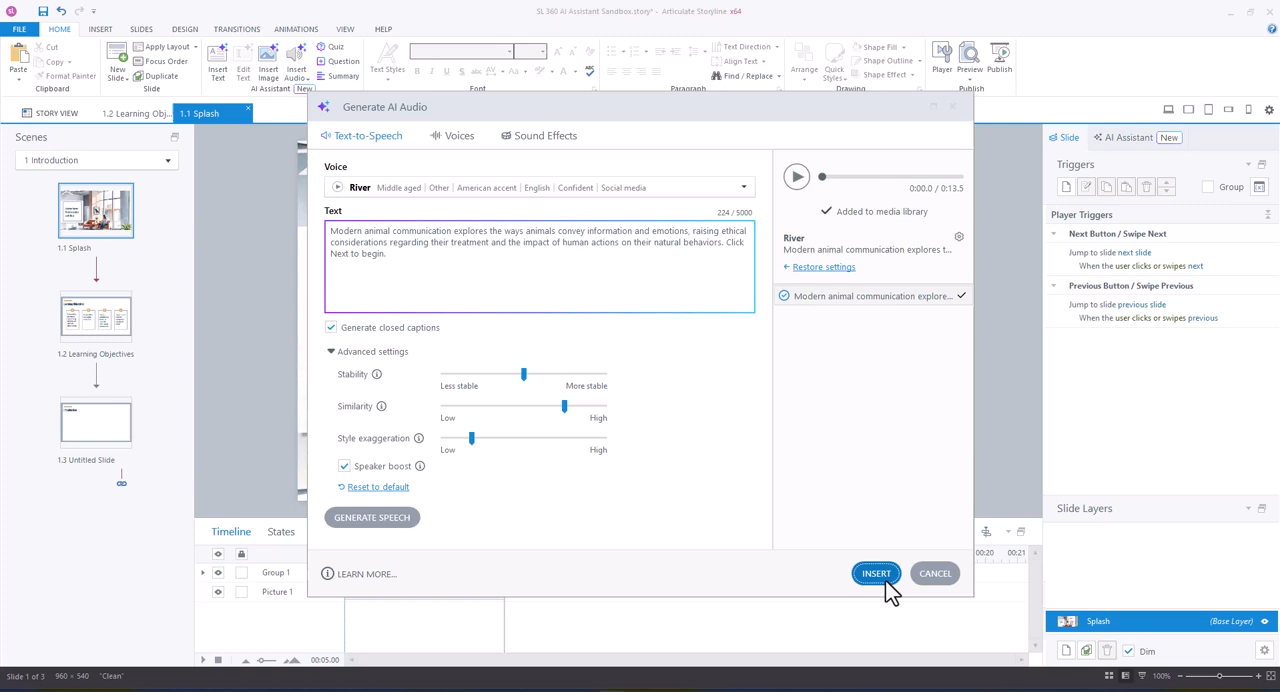 SL 360 AI Assistant Sandbox.story* - Articulate Storyline x64
FILE HOME INSERT SLIDES DESIGN TRANSITIONS ANIMATIONS VIEW HELP
Paste
Cut
Copy
Format Painter
Clipboard
New Slide
Apply Layout
Focus Order
Duplicate
Slide
Insert Text
Edit Text
Insert Image
Insert Audio
Quiz
Question
Summary
AI Assistant New
Text Styles
B I U S AV Aa A
Font
Text Direction
Align Text
Find / Replace
Paragraph
Arrange
Quick Styles
Shape Fill
Shape Outline
Shape Effect
Drawing
Player
Preview
Publish
Publish
STORY VIEW 1.2 Learning Obj... 1.1 Splash
Scenes
1 Introduction
1.1 Splash
1.2 Learning Objectives
1.3 Untitled Slide
Generate AI Audio
Text-to-Speech Voices Sound Effects
Voice
River Middle aged | Other | American accent | English | Confident | Social media
Text 224 / 5000
Modern animal communication explores the ways animals convey information and emotions, raising ethical
considerations regarding their treatment and the impact of human actions on their natural behaviors. Click
Next to begin.
Generate closed captions
Advanced settings
Stability
Less stable More stable
Similarity
Low High
Style exaggeration
Low High
Speaker boost
Reset to default
GENERATE SPEECH
LEARN MORE...
0:00.0 / 0:13.5
Added to media library
River
Modern animal communication explores t...
Restore settings
Modern animal communication explore...
INSERT CANCEL
Timeline States
00:20 00:21
Group 1
Picture 1
00:05.00
Slide AI Assistant New
Triggers
Group
Player Triggers
Next Button / Swipe Next
Jump to slide next slide
When the user clicks or swipes next
Previous Button / Swipe Previous
Jump to slide previous slide
When the user clicks or swipes previous
Slide Layers
Splash (Base Layer)
Dim
Slide 1 of 3 960 × 540 "Clean" 100%